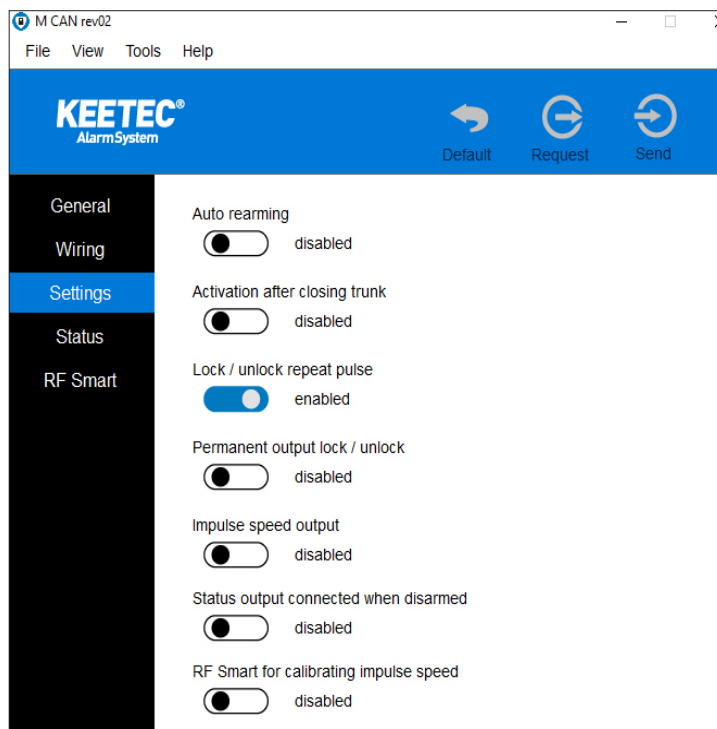 M CAN rev02
File View Tools Help
KEETEC®
Alarm System
Default Request Send
General
Wiring
Settings
Status
RF Smart
Auto rearming
disabled
Activation after closing trunk
disabled
Lock / unlock repeat pulse
enabled
Permanent output lock / unlock
disabled
Impulse speed output
disabled
Status output connected when disarmed
disabled
RF Smart for calibrating impulse speed
disabled